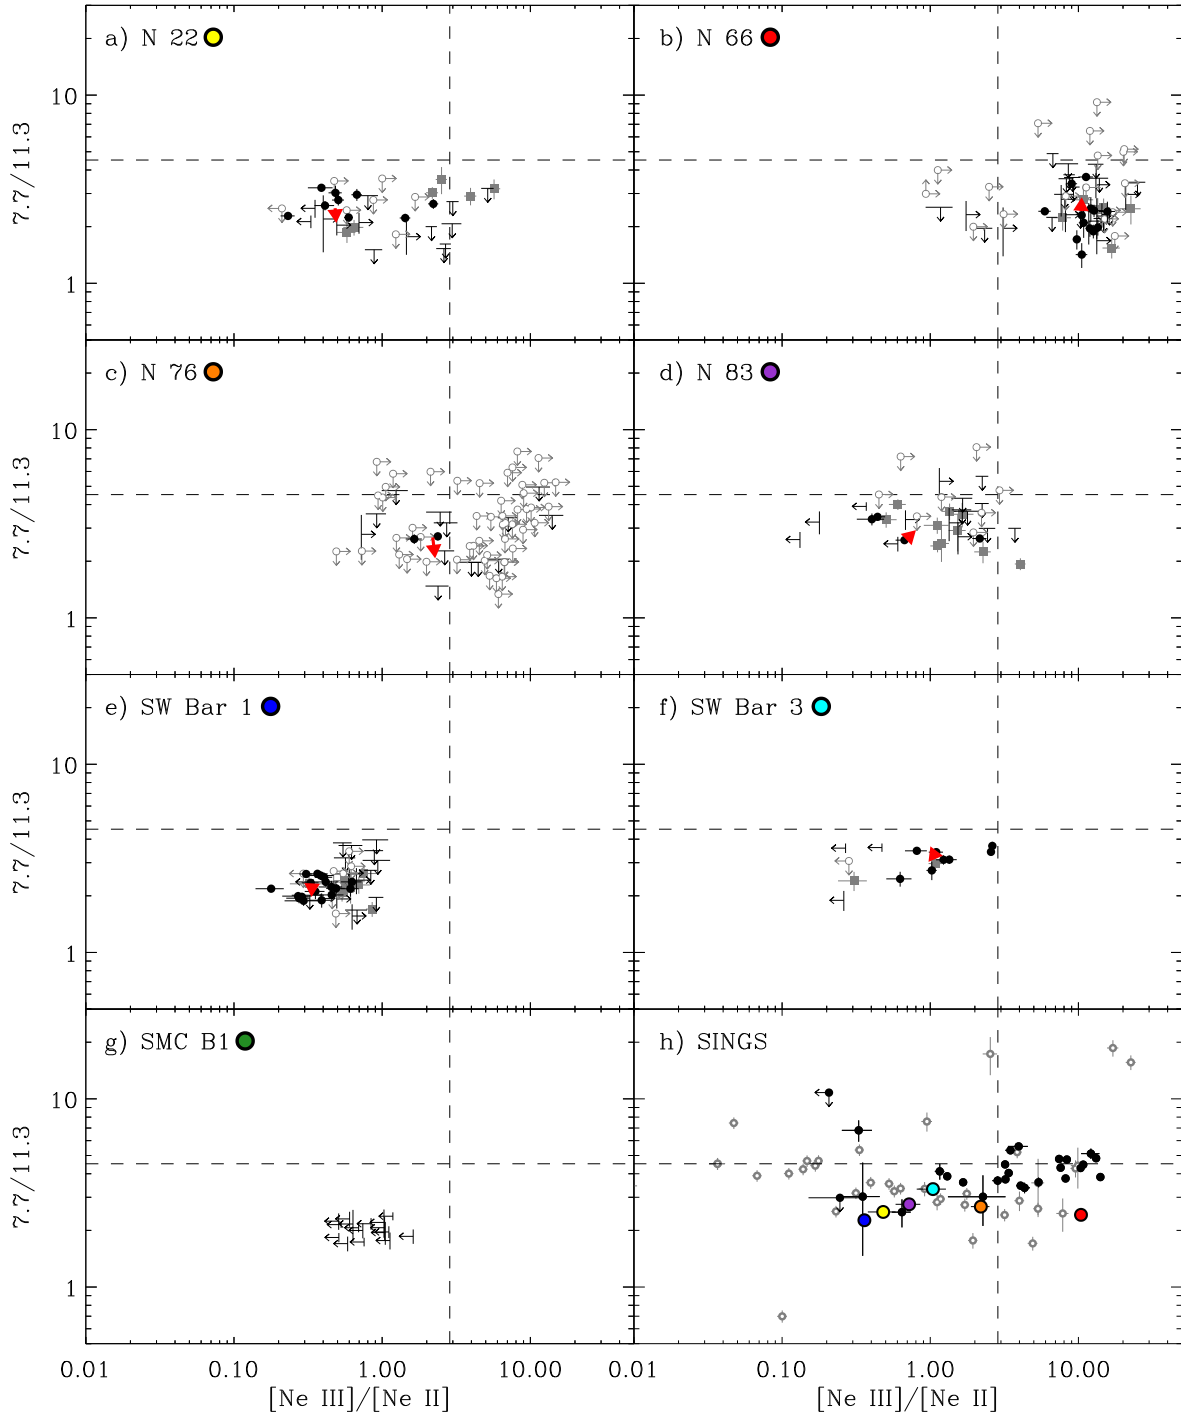 a) N 22
b) N 66
10
1
7.7/11.3
c) N 76
d) N 83
10
1
7.7/11.3
e) SW Bar 1
f) SW Bar 3
10
1
7.7/11.3
g) SMC B1
h) SINGS
10
1
7.7/11.3
0.01 0.10 1.00 10.00 0.01 0.10 1.00 10.00
[Ne III]/[Ne II] [Ne III]/[Ne II]